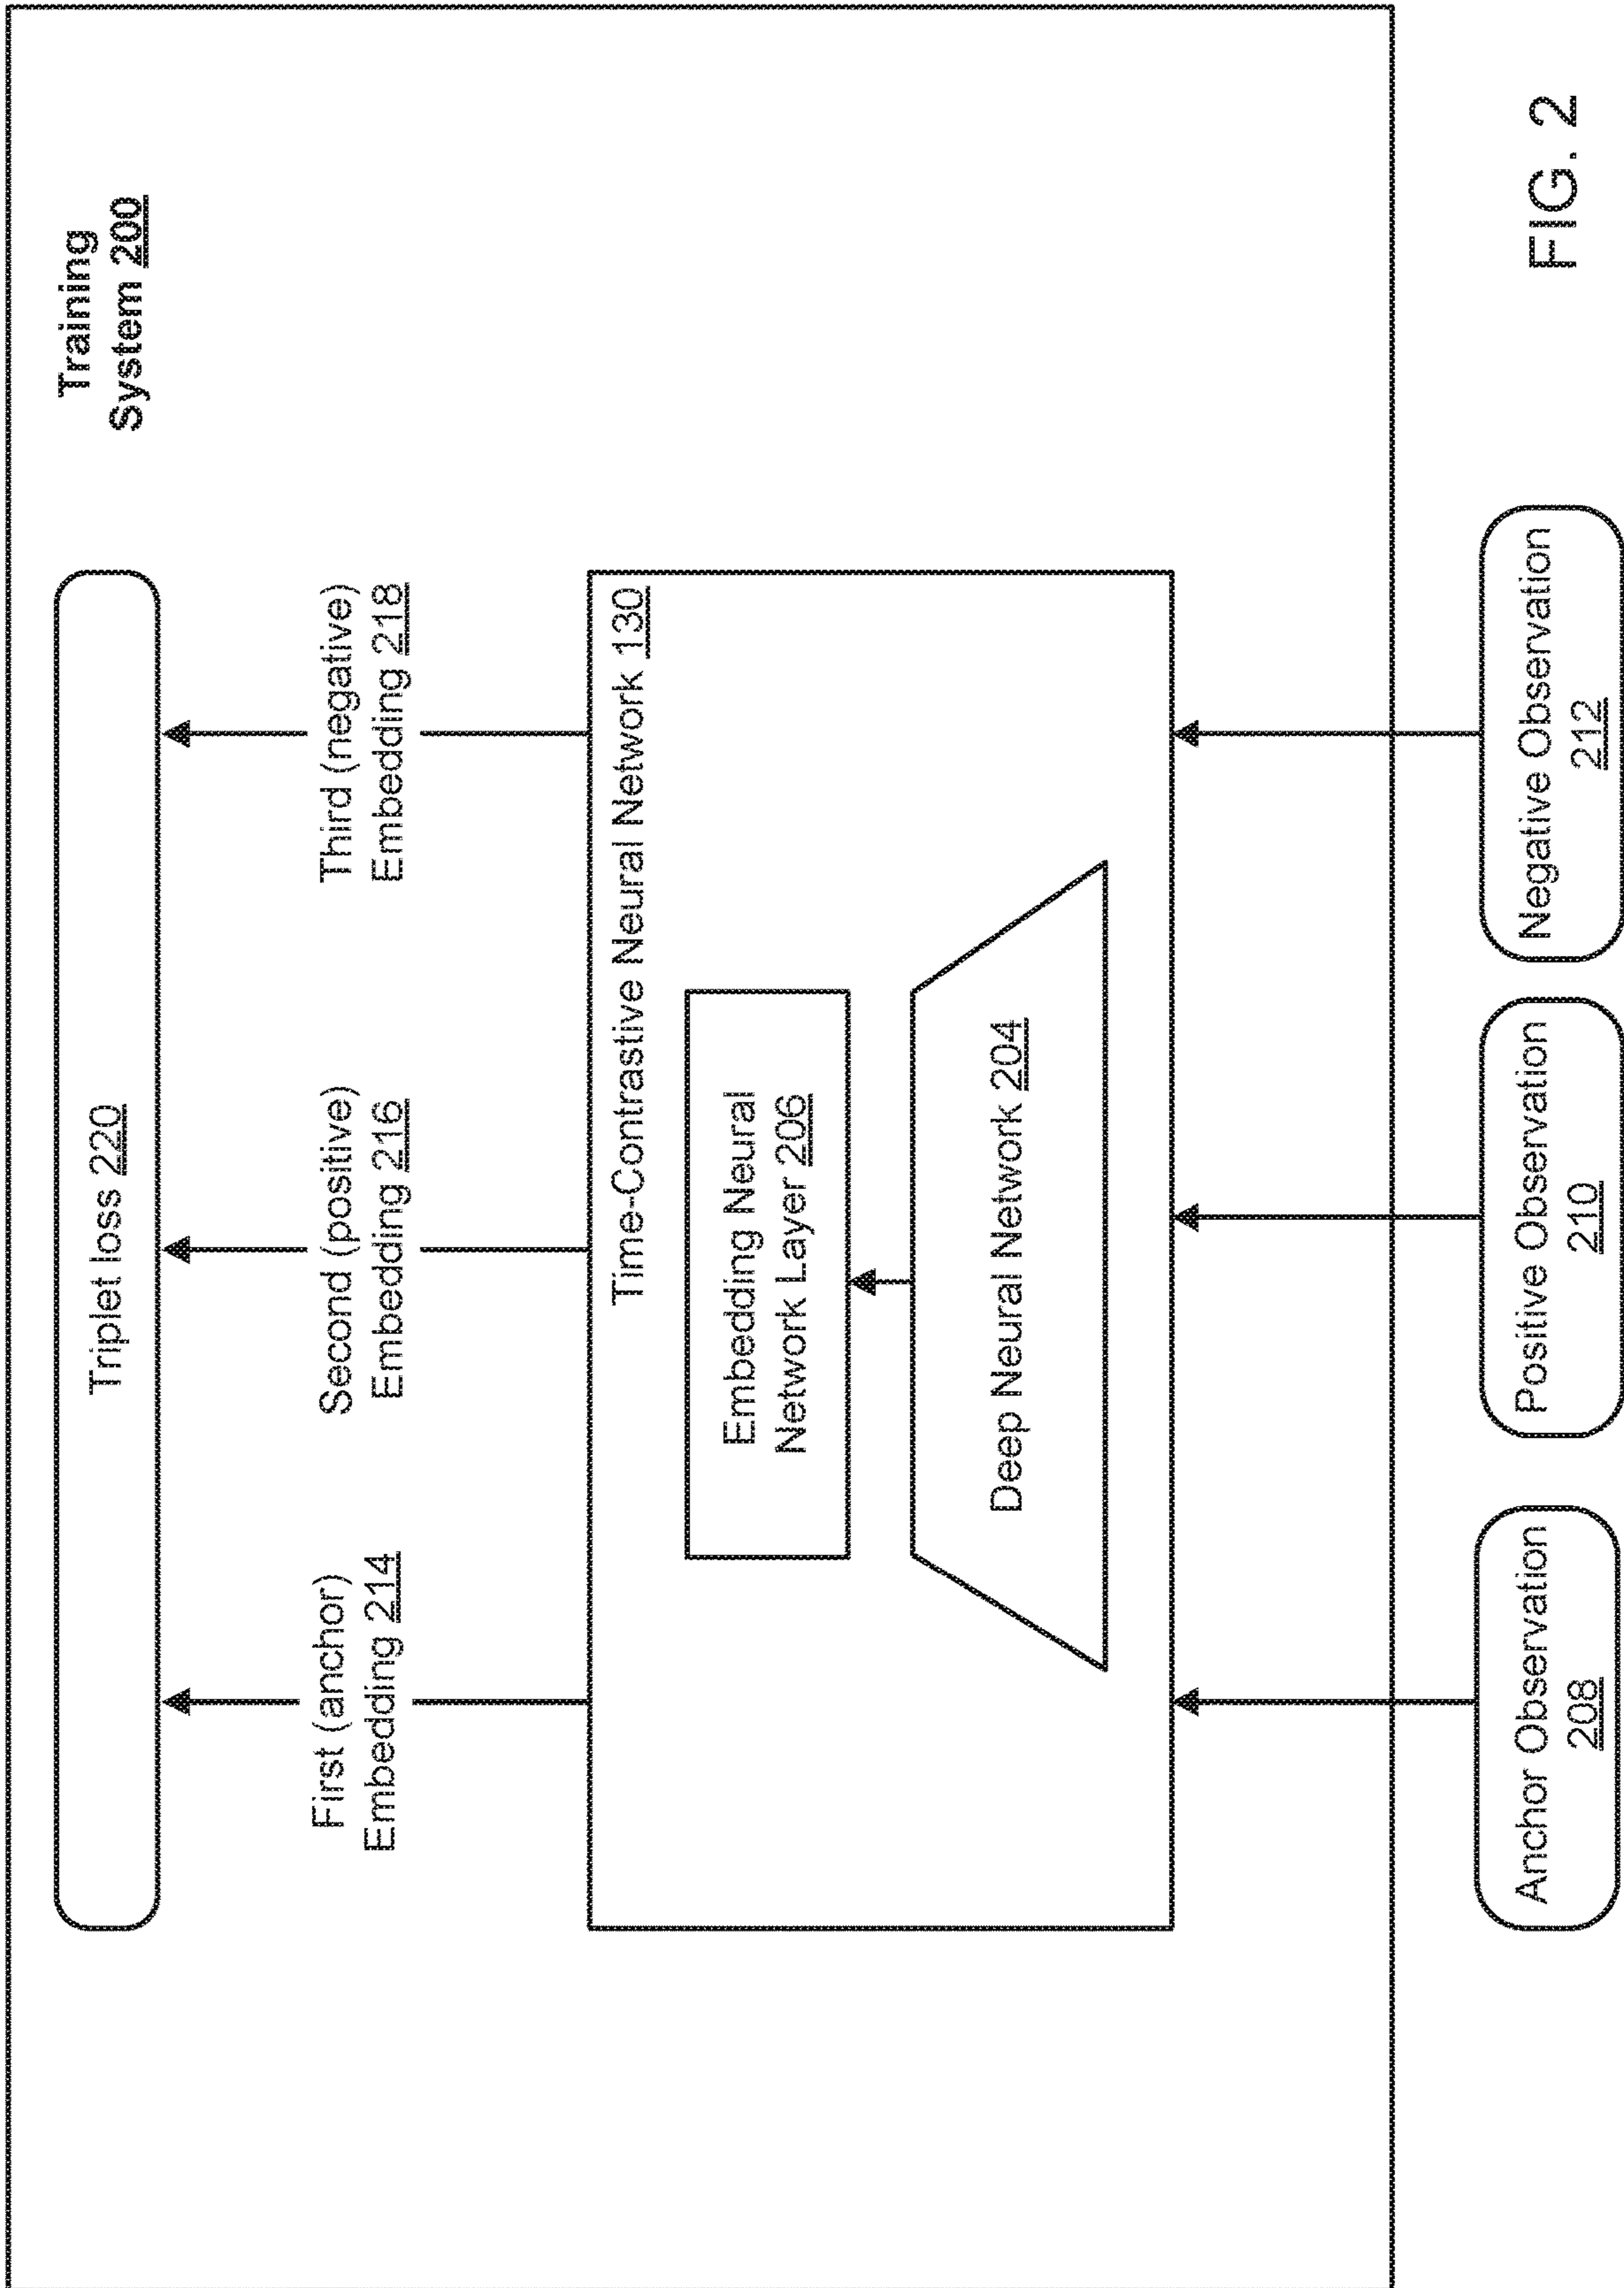 Training
System 200
Triplet loss 220
First (anchor)
Embedding 214
Second (positive)
Embedding 216
Third (negative)
Embedding 218
Time-Contrastive Neural Network 130
Embedding Neural
Network Layer 206
Deep Neural Network 204
Anchor Observation
208
Positive Observation
210
Negative Observation
212
FIG. 2